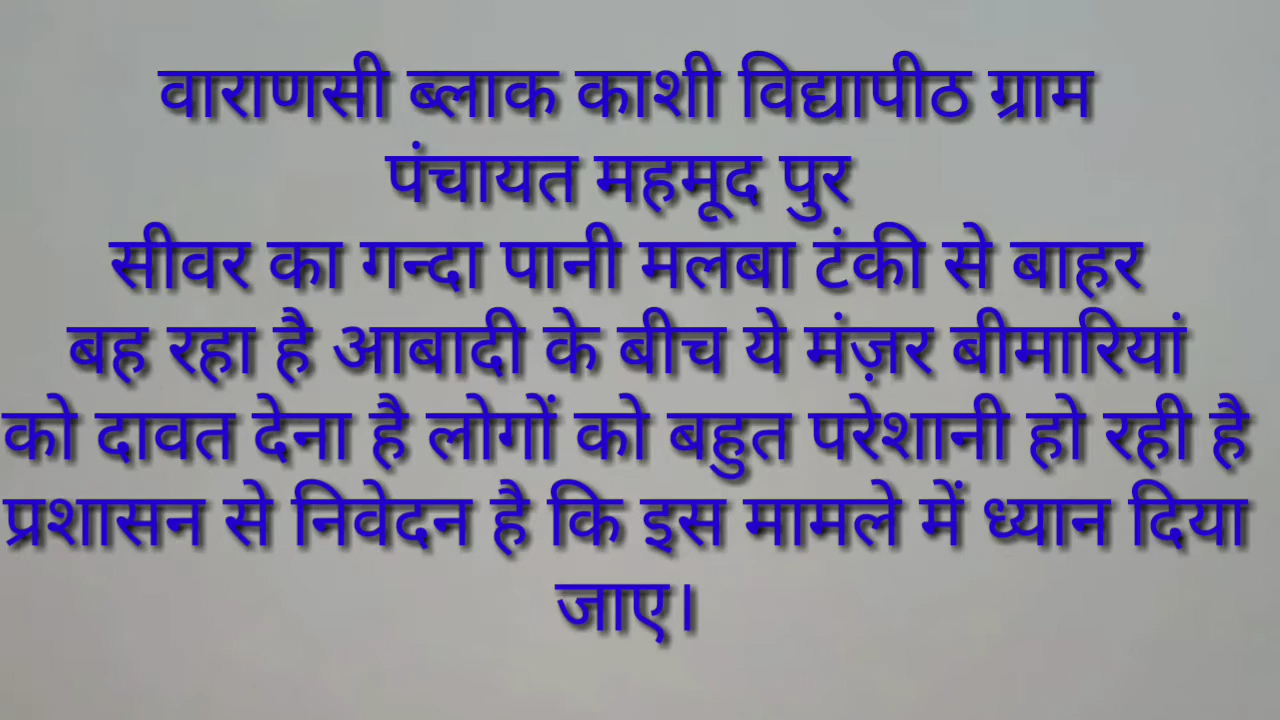 वाराणसी ब्लाक काशी विद्यापीठ ग्राम
पंचायत महमूद पुर
सीवर का गन्दा पानी मलबा टंकी से बाहर
बह रहा है आबादी के बीच ये मंज़र बीमारियां
को दावत देना है लोगों को बहुत परेशानी हो रही है
प्रशासन से निवेदन है कि इस मामले में ध्यान दिया
जाए।